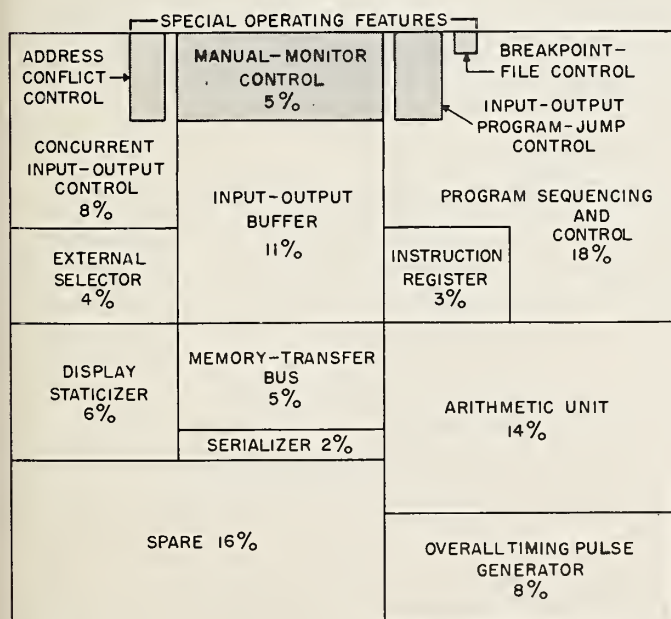 SPECIAL OPERATING FEATURES
ADDRESS
CONFLICT
CONTROL
MANUAL-MONITOR
CONTROL
5%
BREAKPOINT-
FILE CONTROL
INPUT-OUTPUT
PROGRAM-JUMP
CONTROL
CONCURRENT
INPUT-OUTPUT
CONTROL
8%
INPUT-OUTPUT
BUFFER
11%
PROGRAM SEQUENCING
AND
CONTROL
18%
EXTERNAL
SELECTOR
4%
INSTRUCTION
REGISTER
3%
DISPLAY
STATICIZER
6%
MEMORY-TRANSFER
BUS
5%
SERIALIZER 2%
ARITHMETIC UNIT
14%
SPARE 16%
OVERALL TIMING PULSE
GENERATOR
8%